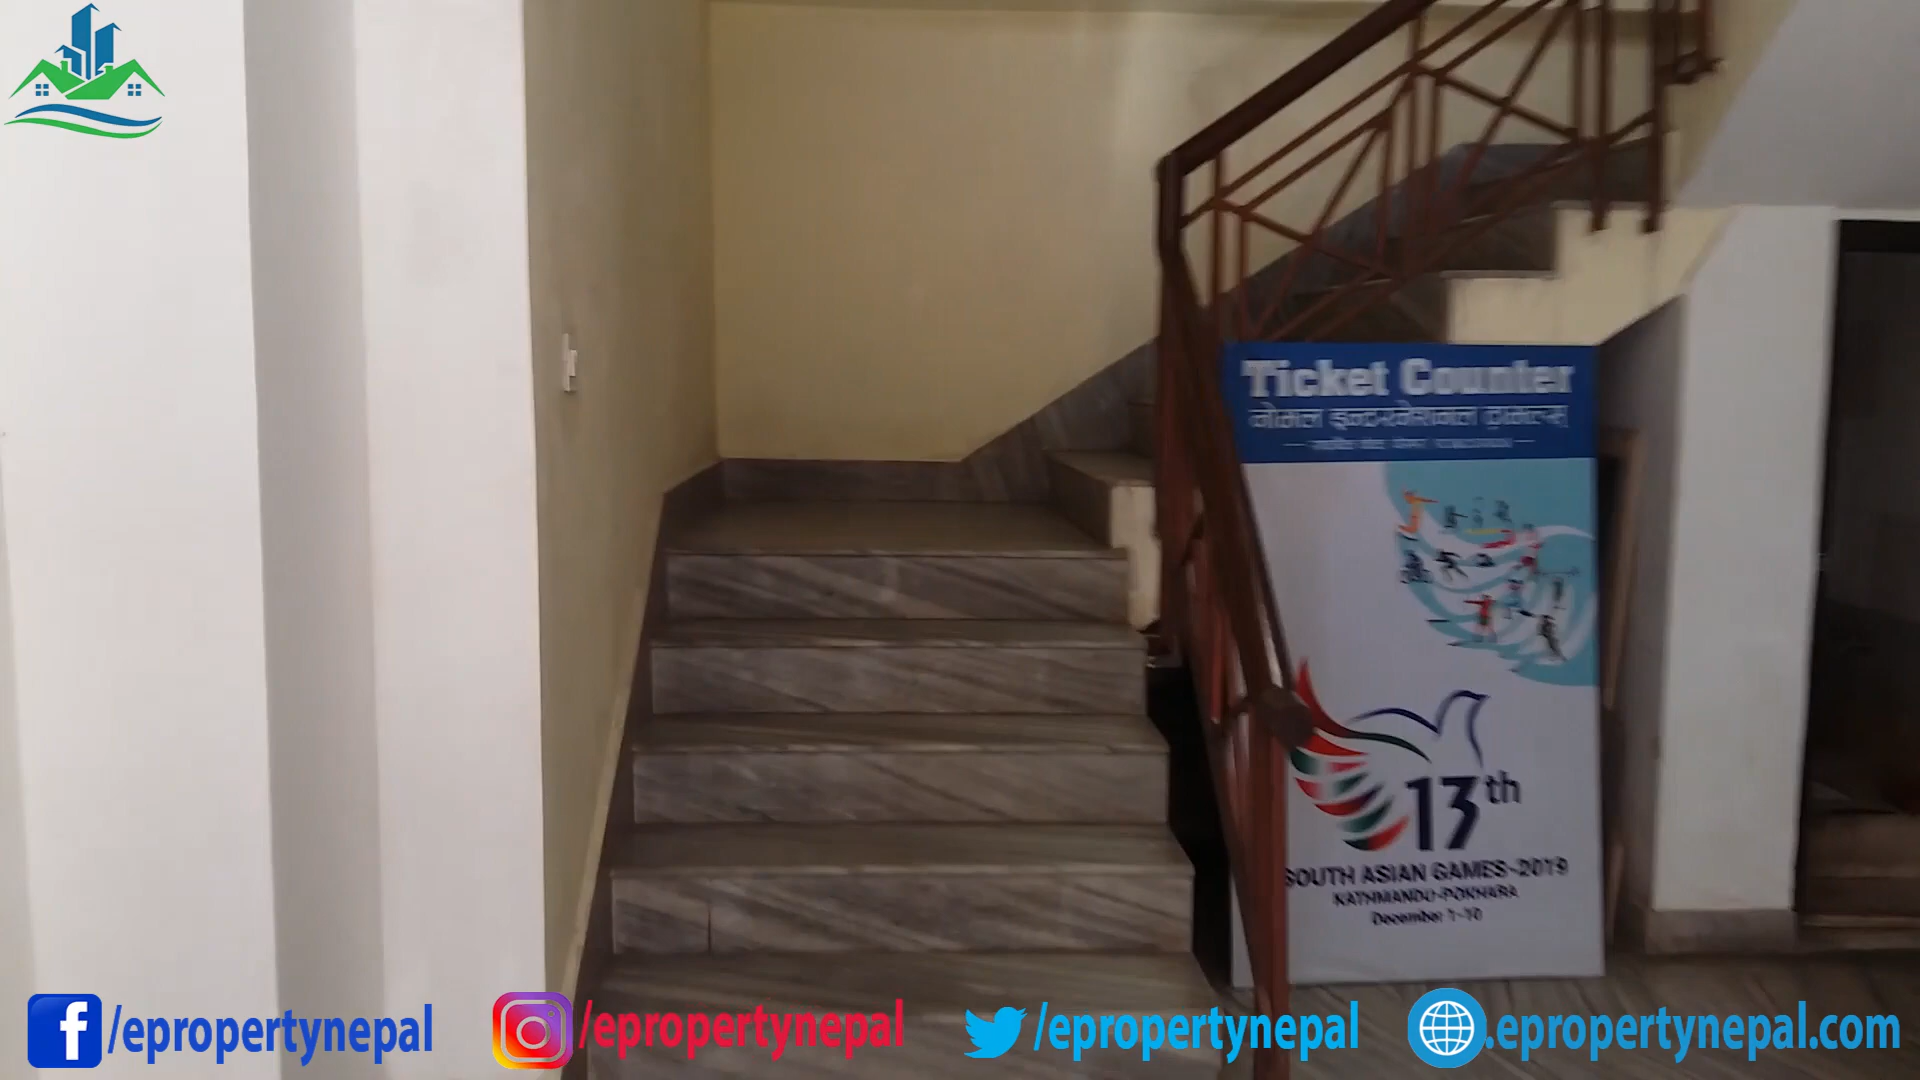 Ticket Counter
13th
SOUTH ASIAN GAMES-2019
KATHMANDU-POKHARA
December 1-10
/epropertynepal
/epropertynepal
/epropertynepal
.epropertynepal.com